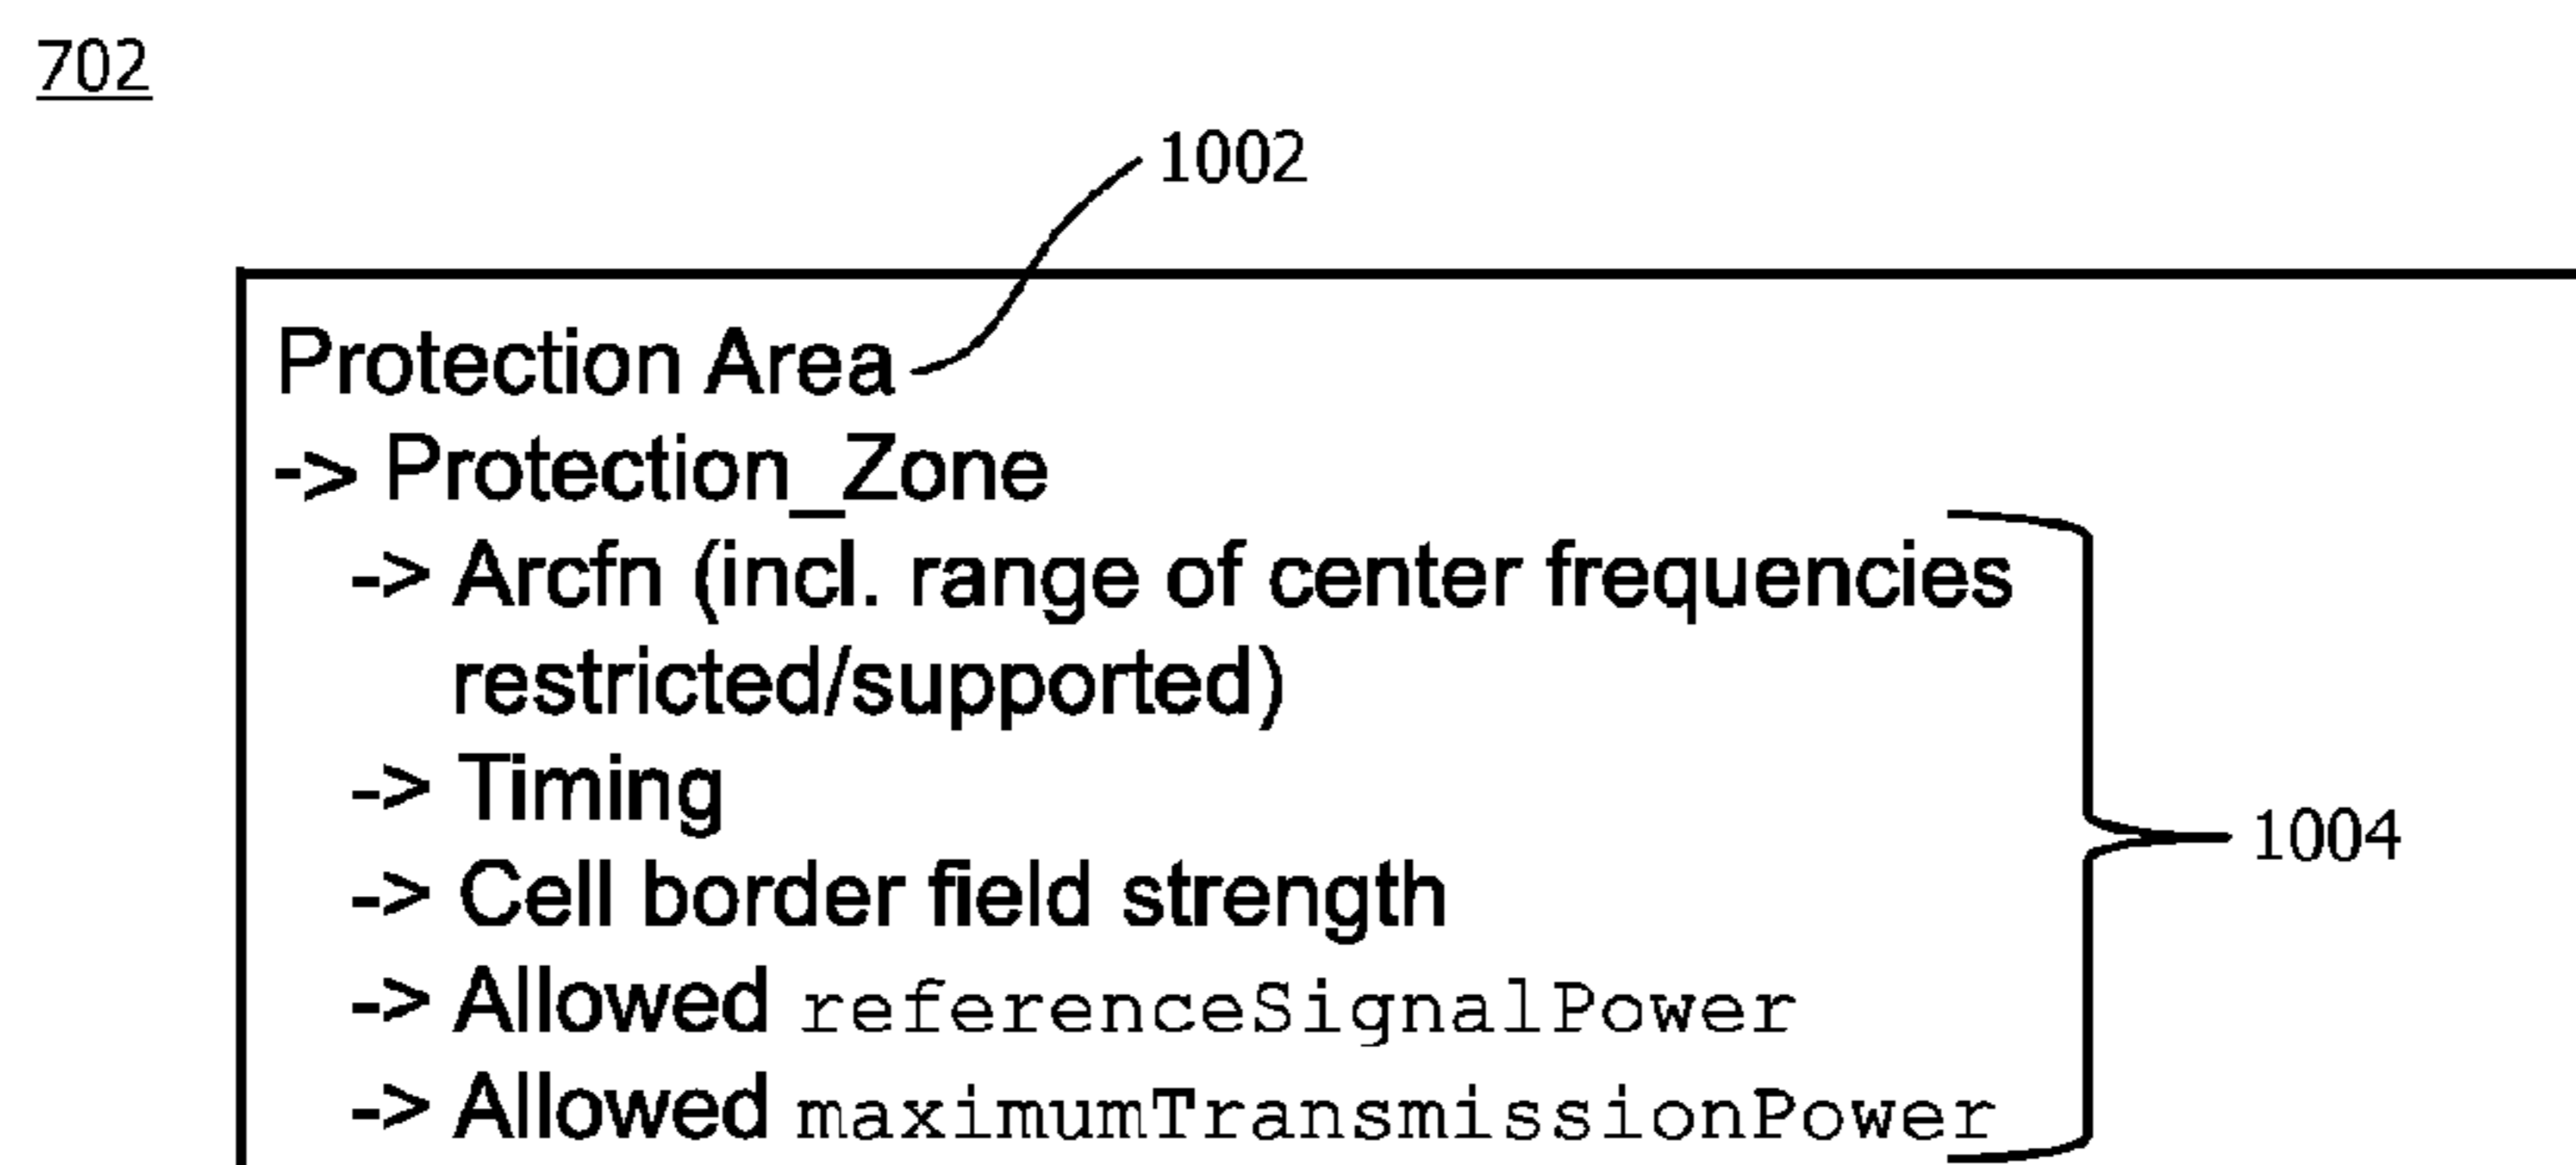 702
1002
Protection Area
-> Protection_Zone
-> Arcfn (incl. range of center frequencies
restricted/supported)
-> Timing
1004
-> Cell border field strength
-> Allowed referenceSignalPower
-> Allowed maximumTransmissionPower